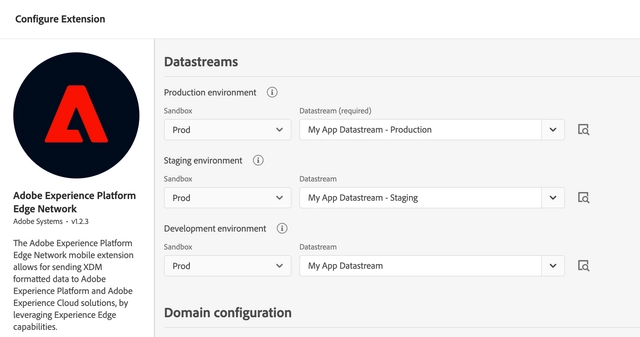 Configure Extension
Adobe Experience Platform
Edge Network
Adobe Systems • v1.2.3
The Adobe Experience Platform
Edge Network mobile extension
allows for sending XDM
formatted data to Adobe
Experience Platform and Adobe
Experience Cloud solutions, by
leveraging Experience Edge
capabilities.
Datastreams
Production environment
Sandbox
Datastream (required)
Prod
My App Datastream - Production
Staging environment
Sandbox
Datastream
Prod
My App Datastream - Staging
Development environment
Sandbox
Datastream
Prod
My App Datastream
Domain configuration